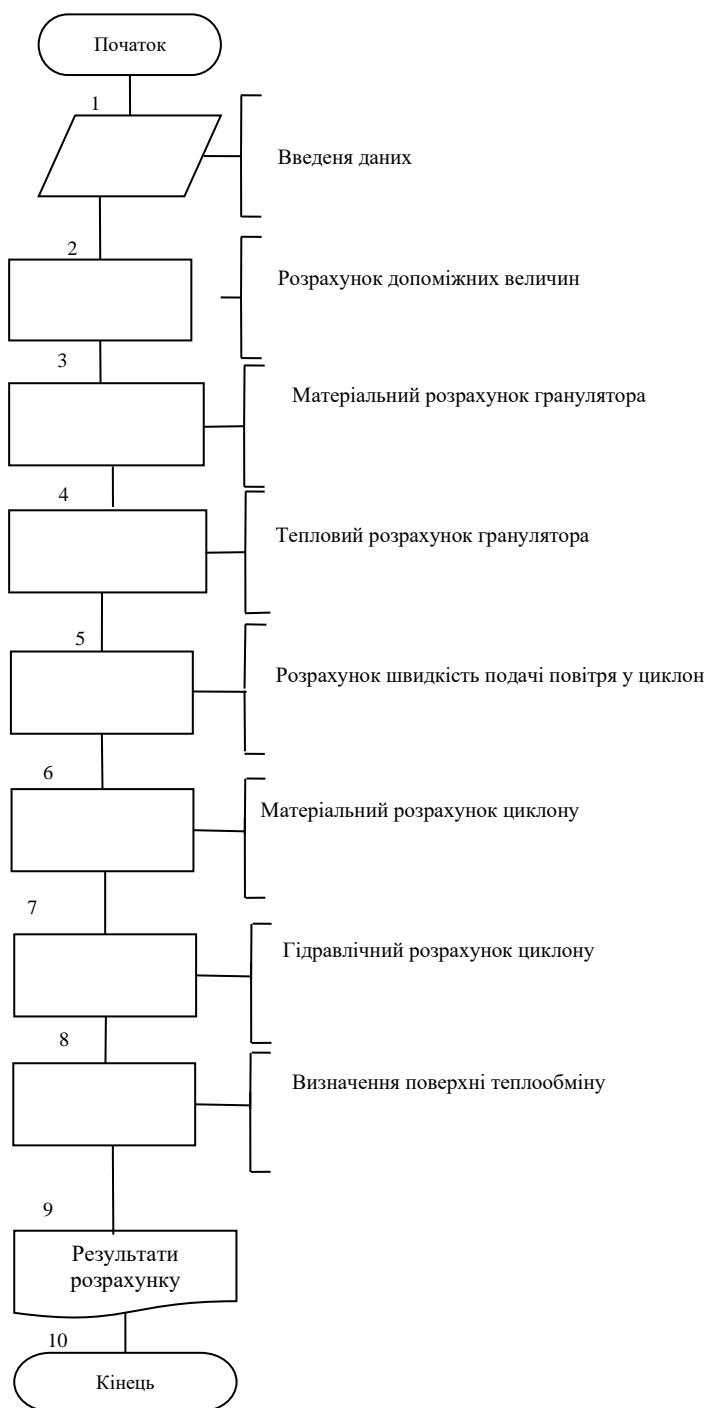 Початок
1
Введеня даних
2
Розрахунок допоміжних величин
3
Матеріальний розрахунок гранулятора
4
Тепловий розрахунок гранулятора
5
Розрахунок швидкість подачі повітря у циклон
6
Матеріальний розрахунок циклону
7
Гідравлічний розрахунок циклону
8
Визначення поверхні теплообміну
9
Результати
розрахунку
10
Кінець